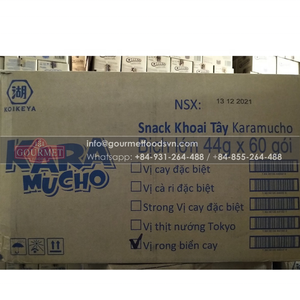 湖
KOIKEYA
NSX: 13 12 2021
Snack Khoai Tây Karamucho
44g x 60 gói
www.gourmetfoodsvn.com
Whatsapp: +84-931-264-488 / +84-855-264-488
GOURMET
KARA
MUCHO
Vị cay đặc biệt
Vị cà ri đặc biệt
Strong Vị cay đặc biệt
Vị thịt nướng Tokyo
Vị rong biển cay